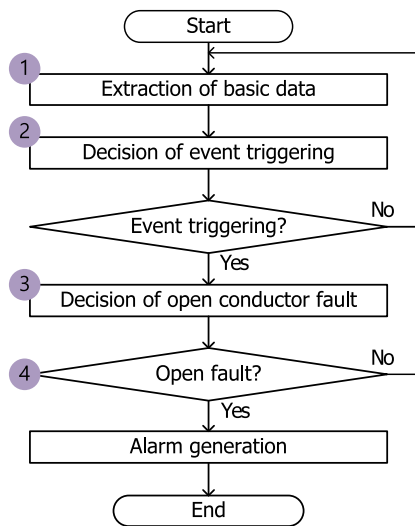 Start
1
Extraction of basic data
2
Decision of event triggering
Event triggering?
No
Yes
3
Decision of open conductor fault
4
Open fault?
No
Yes
Alarm generation
End